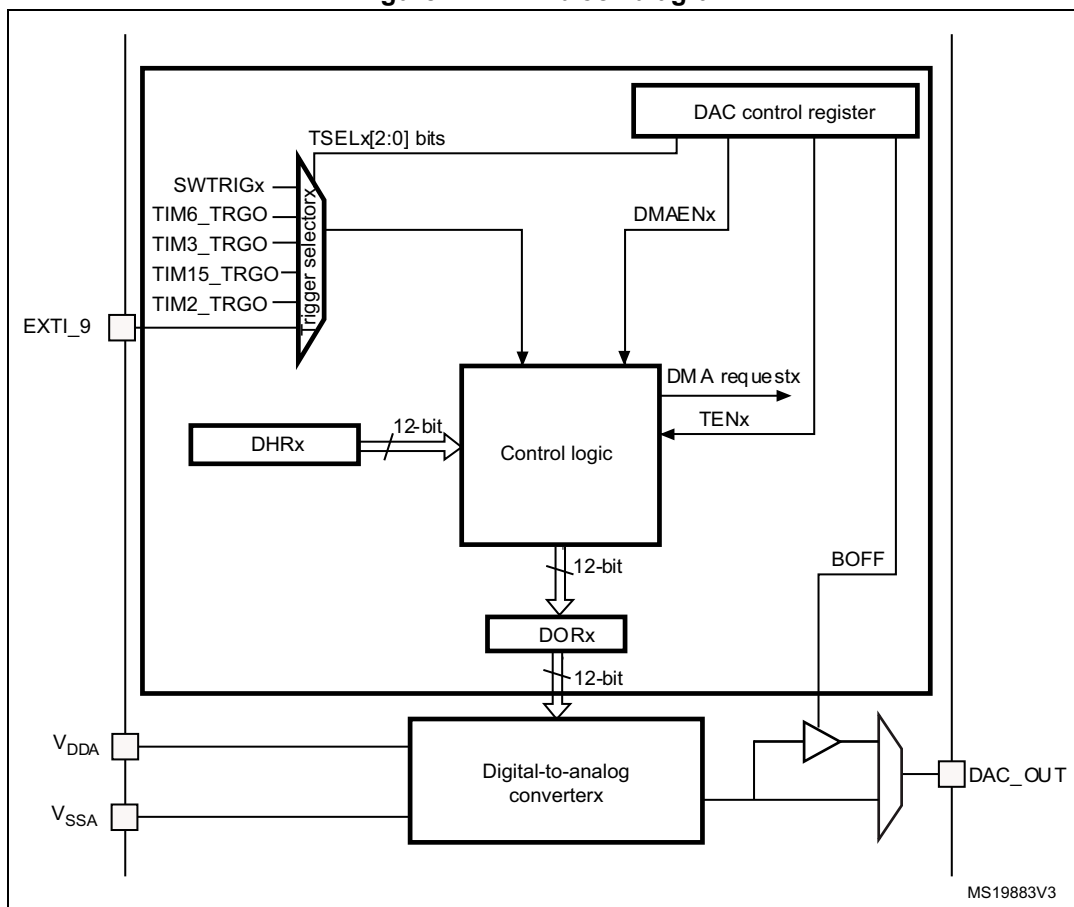 DAC control register
TSELx[2:0] bits
SWTRIGx
TIM6_TRGO
TIM3_TRGO
TIM15_TRGO
TIM2_TRGO
EXTI_9
Trigger selectorx
DMAENx
DMA requestx
TENx
DHRx
12-bit
Control logic
12-bit
BOFF
DORx
12-bit
VDDA
VSSA
Digital-to-analog
converterx
DAC_OUT
MS19883V3